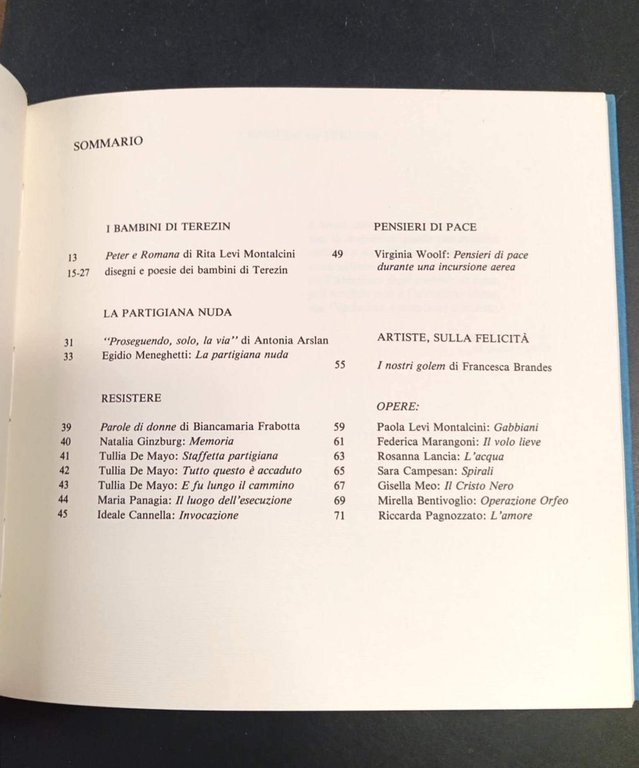 SOMMARIO
I BAMBINI DI TEREZIN
13 Peter e Romana di Rita Levi Montalcini
15-27 disegni e poesie dei bambini di Terezin
LA PARTIGIANA NUDA
31 "Proseguendo, solo, la via" di Antonia Arslan
33 Egidio Meneghetti: La partigiana nuda
RESISTERE
39 Parole di donne di Biancamaria Frabotta
40 Natalia Ginzburg: Memoria
41 Tullia De Mayo: Staffetta partigiana
42 Tullia De Mayo: Tutto questo è accaduto
43 Tullia De Mayo: E fu lungo il cammino
44 Maria Panagia: Il luogo dell'esecuzione
45 Ideale Cannella: Invocazione
PENSIERI DI PACE
49 Virginia Woolf: Pensieri di pace
durante una incursione aerea
ARTISTE, SULLA FELICITÀ
55 I nostri golem di Francesca Brandes
OPERE:
59 Paola Levi Montalcini: Gabbiani
61 Federica Marangoni: Il volo lieve
63 Rosanna Lancia: L'acqua
65 Sara Campesan: Spirali
67 Gisella Meo: Il Cristo Nero
69 Mirella Bentivoglio: Operazione Orfeo
71 Riccarda Pagnozzato: L'amore